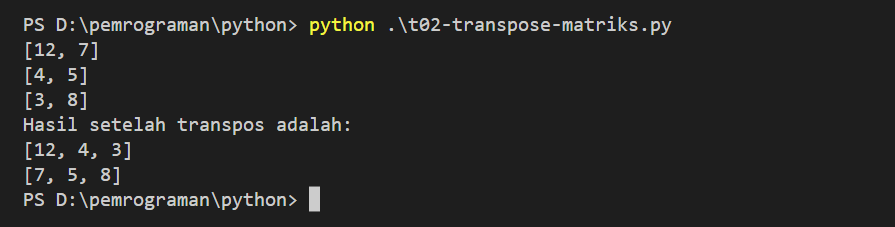 PS D:\pemrograman\python> python .\t02-transpose-matriks.py
[12, 7]
[4, 5]
[3, 8]
Hasil setelah transpos adalah:
[12, 4, 3]
[7, 5, 8]
PS D:\pemrograman\python>